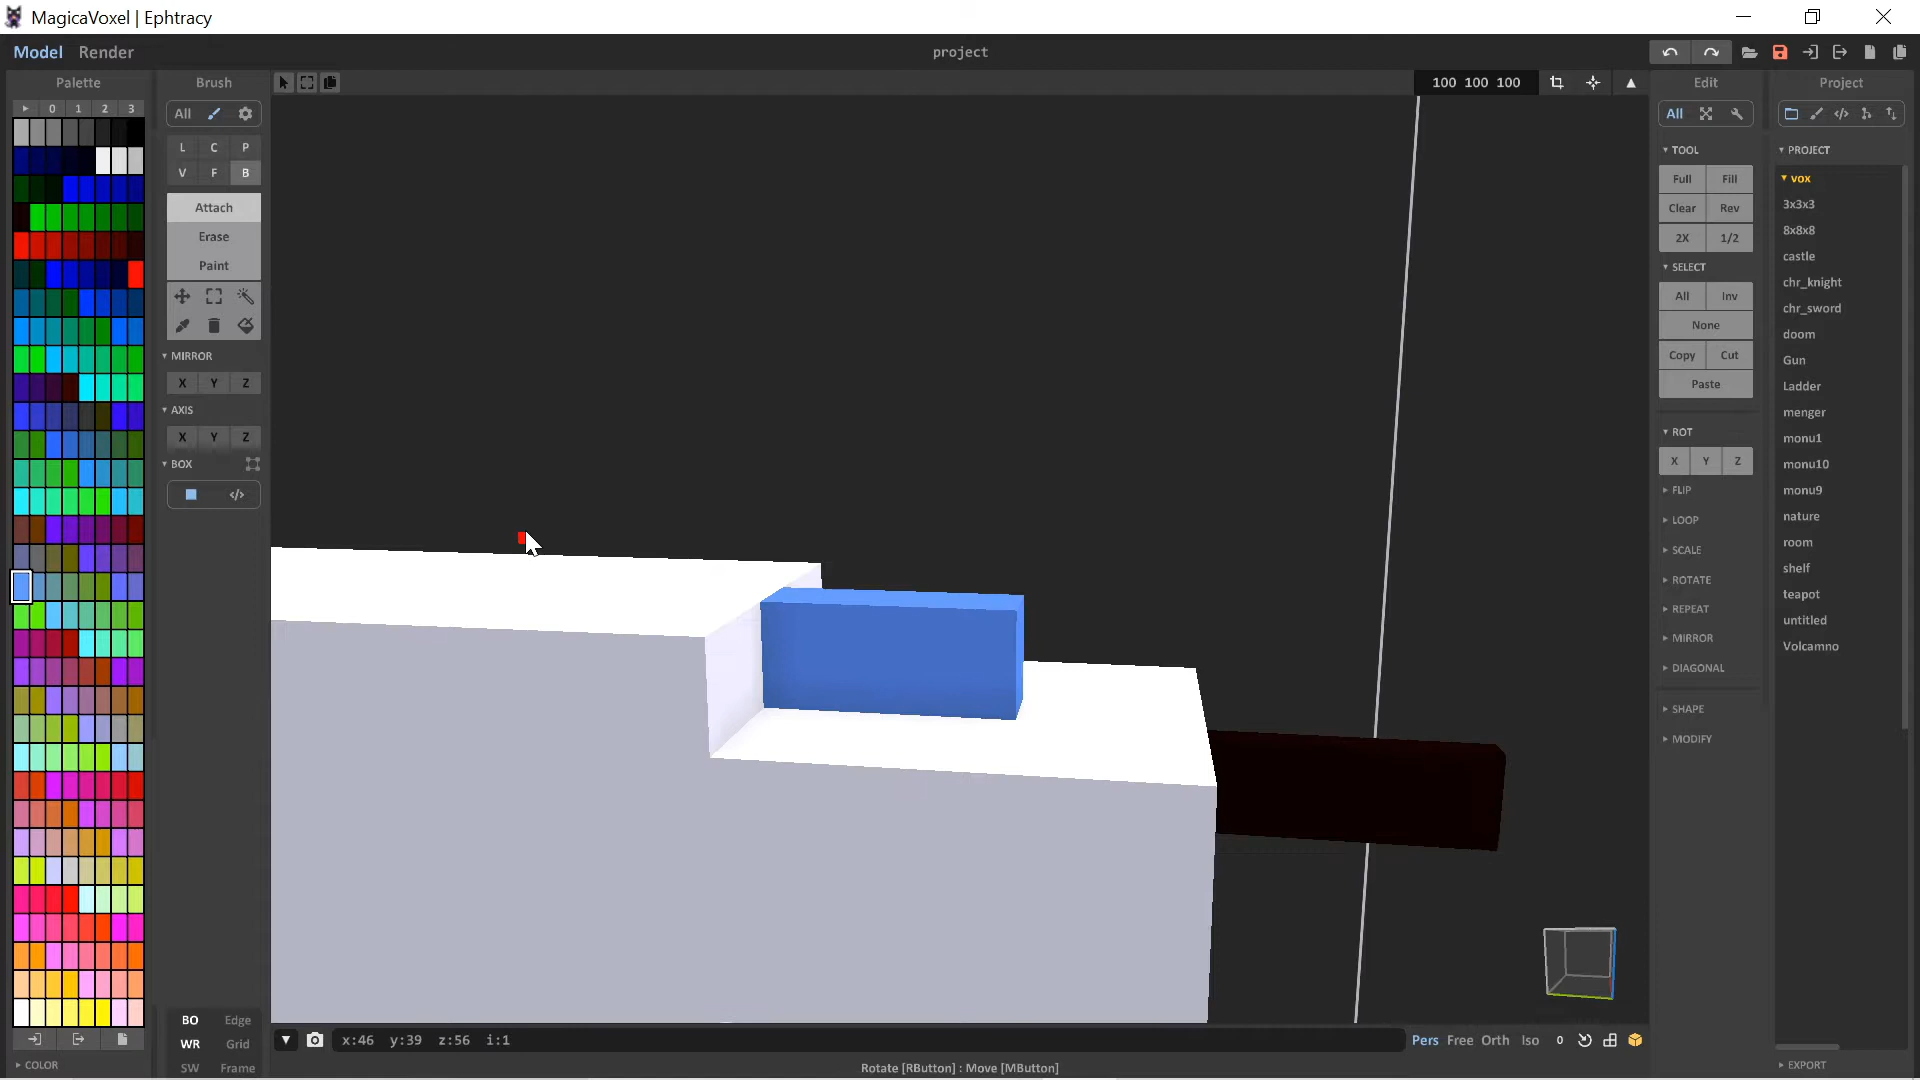 MagicaVoxel | Ephtracy
Model Render
project
Palette
Brush
100 100 100
Edit
Project
0 1 2 3
All
All
L C P
V F B
Attach
Erase
Paint
MIRROR
X Y Z
AXIS
X Y Z
BOX
BO Edge
WR Grid
SW Frame
COLOR
x:46 y:39 z:56 i:1
Pers Free Orth Iso 0
Rotate [RButton] : Move [MButton]
TOOL
Full Fill
Clear Rev
2X 1/2
SELECT
All Inv
None
Copy Cut
Paste
ROT
X Y Z
FLIP
LOOP
SCALE
ROTATE
REPEAT
MIRROR
DIAGONAL
SHAPE
MODIFY
PROJECT
vox
3x3x3
8x8x8
castle
chr_knight
chr_sword
doom
Gun
Ladder
menger
monu1
monu10
monu9
nature
room
shelf
teapot
untitled
Volcamno
EXPORT